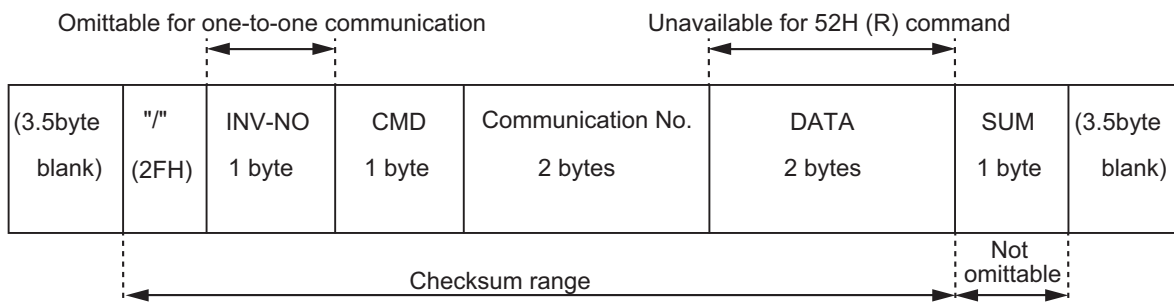 Omittable for one-to-one communication
Unavailable for 52H (R) command
(3.5byte blank)
"/" (2FH)
INV-NO 1 byte
CMD 1 byte
Communication No. 2 bytes
DATA 2 bytes
SUM 1 byte
(3.5byte blank)
Checksum range
Not omittable